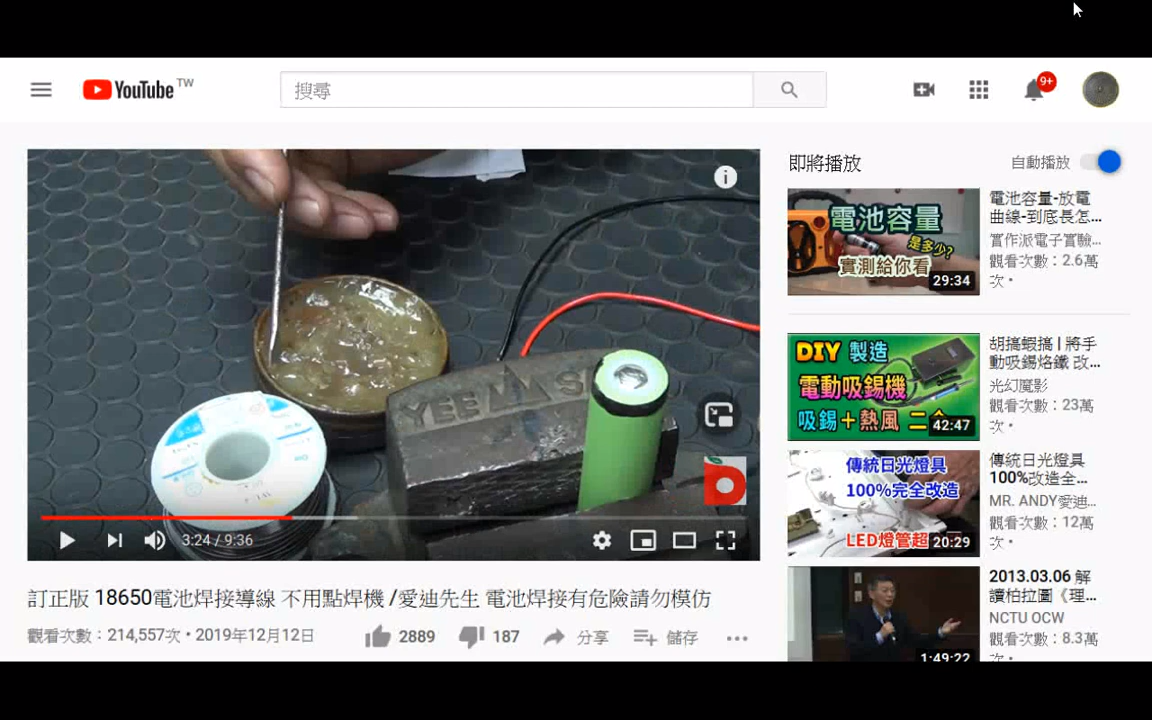 YouTube TW
搜尋
9+
YEEMAS
3:24 / 9:36
訂正版 18650電池焊接導線 不用點焊機 /愛迪先生 電池焊接有危險請勿模仿
觀看次數：214,557次 • 2019年12月12日
2889
187
分享
儲存
即將播放
自動播放
電池容量
是多少?
實測給你看
29:34
電池容量-放電
曲線-到底長怎...
實作派電子實驗...
觀看次數：2.6萬
次 •
DIY 製造
電動吸錫機
吸錫＋熱風 二合
42:47
胡搞蝦搞 | 將手
動吸錫烙鐵 改...
光幻魔影
觀看次數：23萬
次 •
傳統日光燈具
100%完全改造
LED燈管超
20:29
傳統日光燈具
100%改造全...
MR. ANDY愛迪...
觀看次數：12萬
次 •
1:49:22
2013.03.06 解
讀柏拉圖《理...
NCTU OCW
觀看次數：8.3萬
次 •